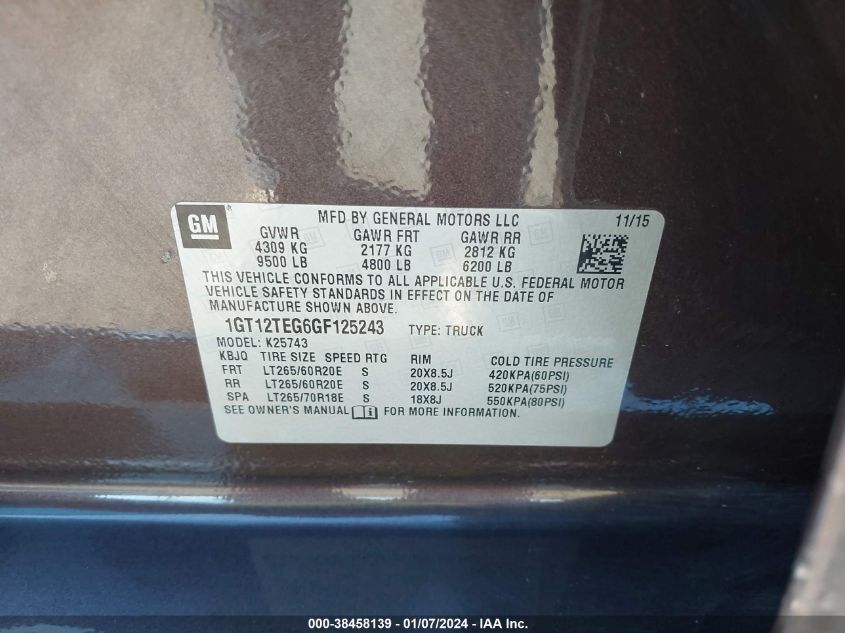 GM
MFD BY GENERAL MOTORS LLC 11/15
GVWR GAWR FRT GAWR RR
4309 KG 2177 KG 2812 KG
9500 LB 4800 LB 6200 LB
THIS VEHICLE CONFORMS TO ALL APPLICABLE U.S. FEDERAL MOTOR
VEHICLE SAFETY STANDARDS IN EFFECT ON THE DATE OF
MANUFACTURE SHOWN ABOVE.
1GT12TEG6GF125243 TYPE: TRUCK
MODEL: K25743
KBJQ TIRE SIZE SPEED RTG RIM COLD TIRE PRESSURE
FRT LT265/60R20E S 20X8.5J 420KPA(60PSI)
RR LT265/60R20E S 20X8.5J 520KPA(75PSI)
SPA LT265/70R18E S 18X8J 550KPA(80PSI)
SEE OWNER'S MANUAL FOR MORE INFORMATION.
000-38458139 - 01/07/2024 - IAA Inc.